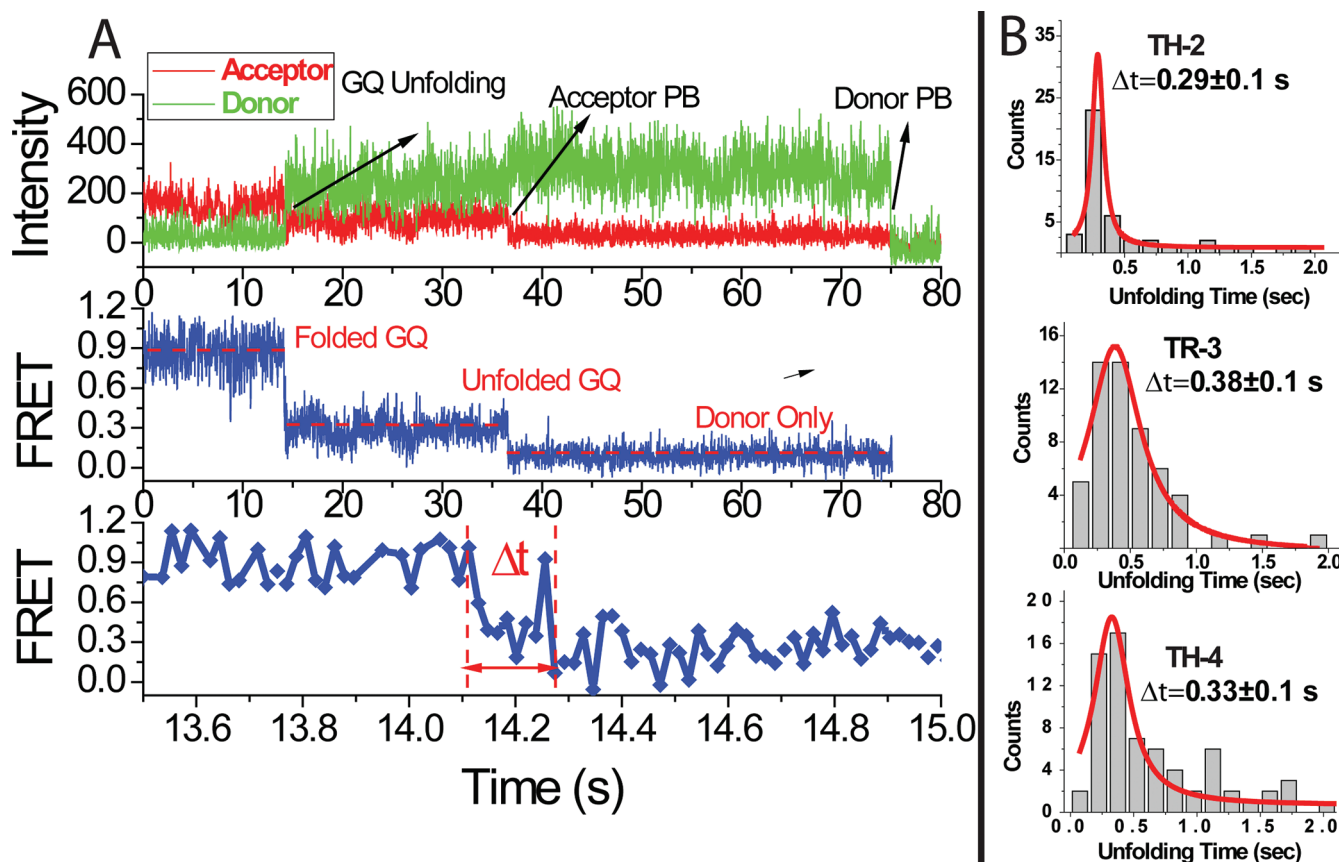 A
Acceptor
Donor
GQ Unfolding
Acceptor PB
Donor PB
Intensity
600
400
200
0
0 10 20 30 40 50 60 70 80
FRET
1.2
0.9
0.6
0.3
0.0
Folded GQ
Unfolded GQ
Donor Only
0 10 20 30 40 50 60 70 80
FRET
1.2
0.9
0.6
0.3
0.0
Δt
13.6 13.8 14.0 14.2 14.4 14.6 14.8 15.0
Time (s)
B
TH-2
Δt=0.29±0.1 s
Counts
35
25
15
5
0.5 1.0 1.5 2.0
Unfolding Time (sec)
TR-3
Δt=0.38±0.1 s
Counts
16
12
8
4
0.0 0.5 1.0 1.5 2.0
Unfolding Time (sec)
TH-4
Δt=0.33±0.1 s
Counts
20
16
12
8
4
0
0.0 0.5 1.0 1.5 2.0
Unfolding Time (sec)